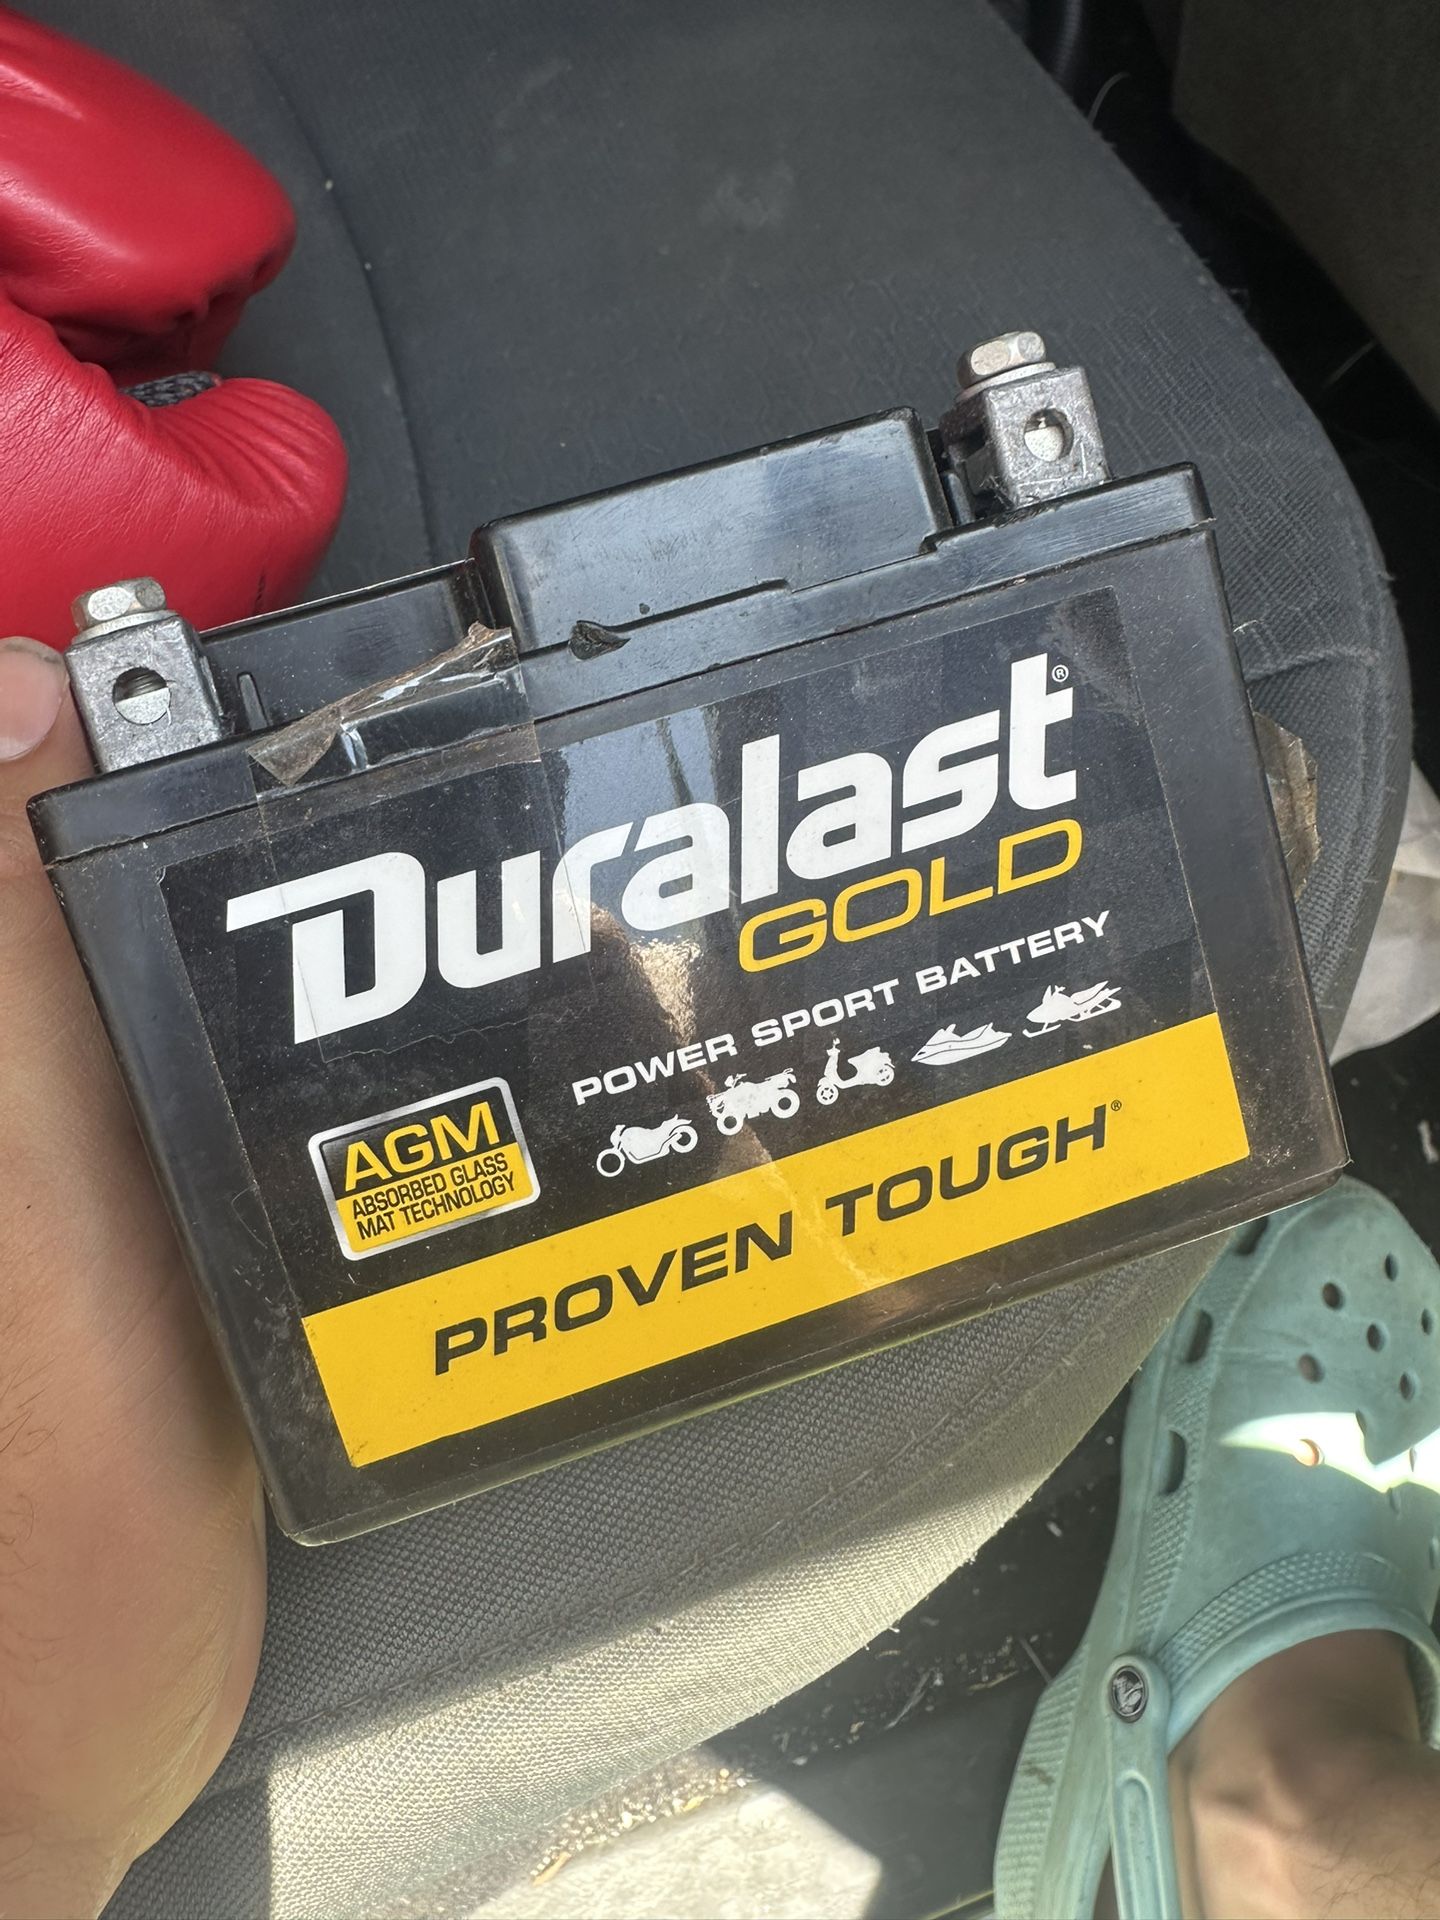 Duralast®
GOLD
POWER SPORT BATTERY
AGM
ABSORBED GLASS
MAT TECHNOLOGY
PROVEN TOUGH®